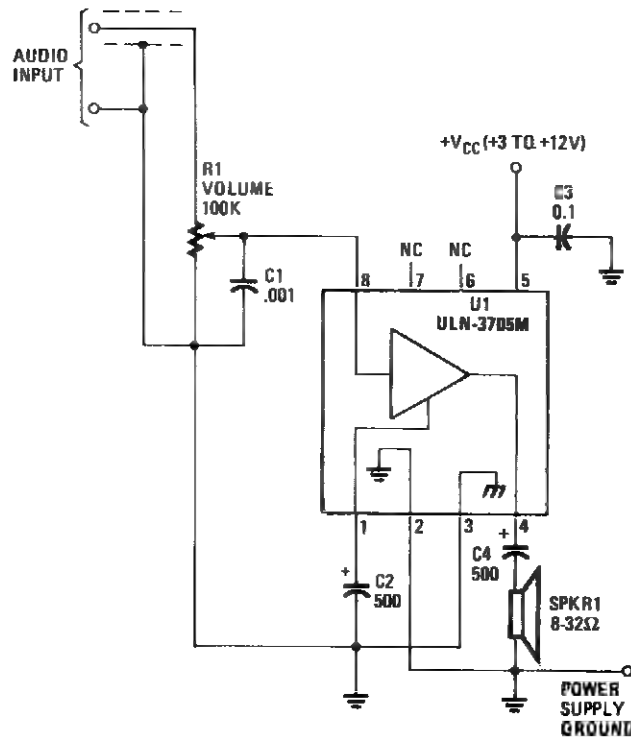 AUDIO
INPUT
+VCC (+3 TO +12V)
R1
VOLUME
100K
C3
0.1
C1
.001
NC
NC
8
7
6
5
U1
ULN-3705M
1
2
3
4
+
C2
500
+
C4
500
SPKR1
8-32Ω
POWER
SUPPLY
GROUND